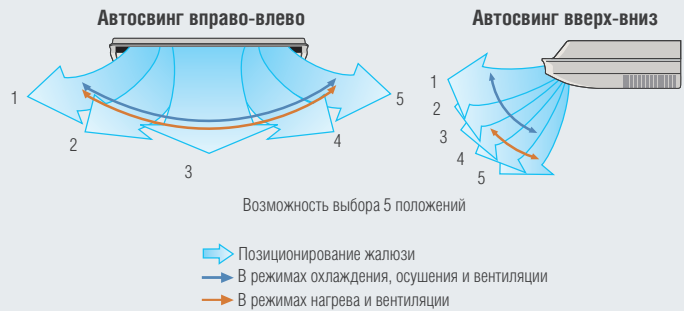 Автосвинг вправо-влево
1
2
3
4
5
Автосвинг вверх-вниз
1
2
3
4
5
Возможность выбора 5 положений
Позиционирование жалюзи
В режимах охлаждения, осушения и вентиляции
В режимах нагрева и вентиляции